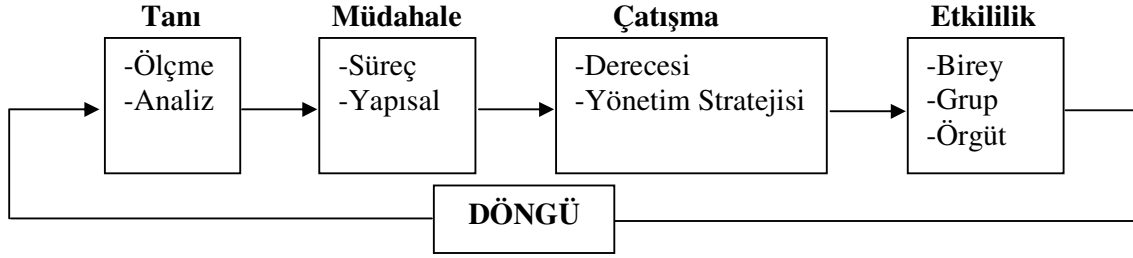 Tanı
-Ölçme
-Analiz
Müdahale
-Süreç
-Yapısal
Çatışma
-Derecesi
-Yönetim Stratejisi
Etkililik
-Birey
-Grup
-Örgüt
DÖNGÜ